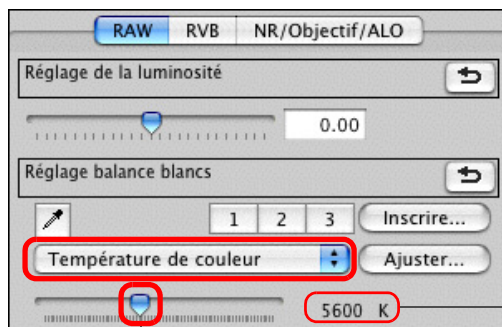 RAW RVB NR/Objectif/ALO
Réglage de la luminosité
0.00
Réglage balance blancs
1 2 3 Inscrire...
Température de couleur Ajuster...
5600 K